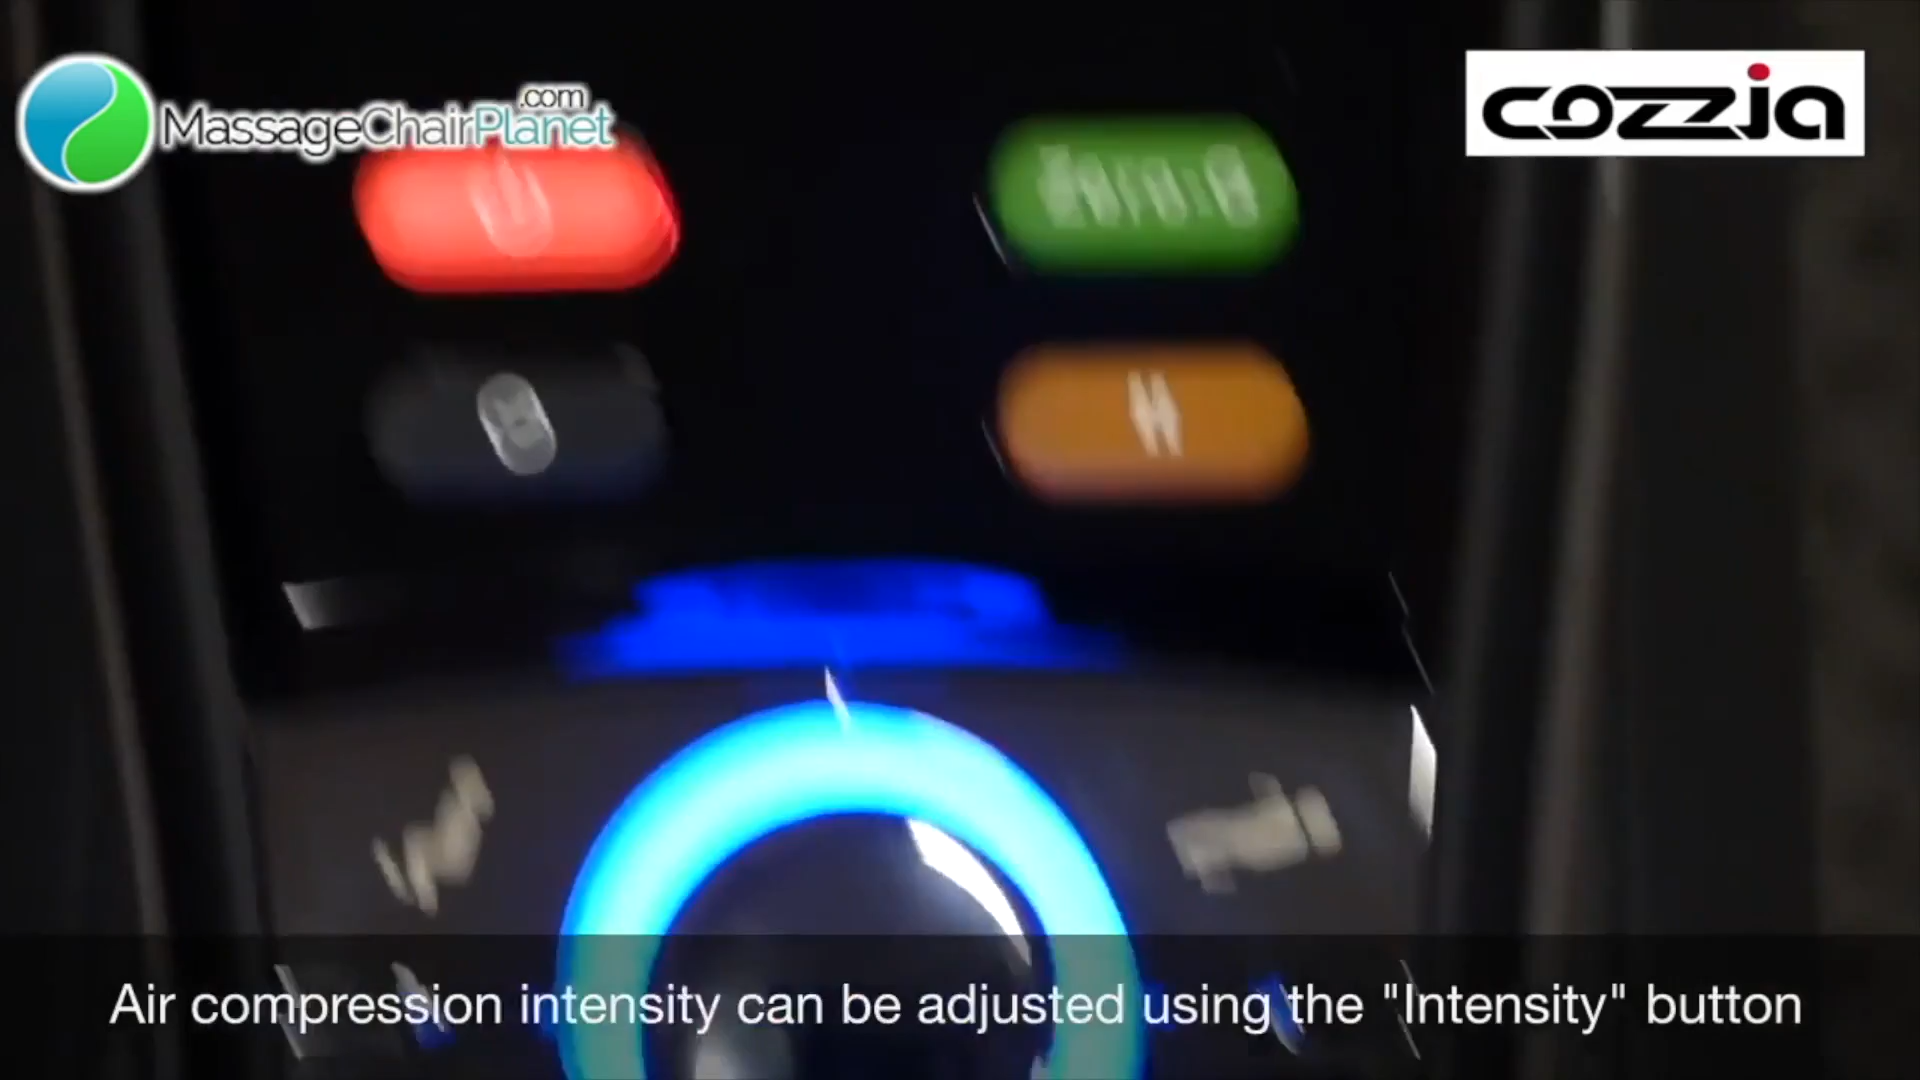 MassageChairPlanet
.com
cozzia
Air compression intensity can be adjusted using the "Intensity" button